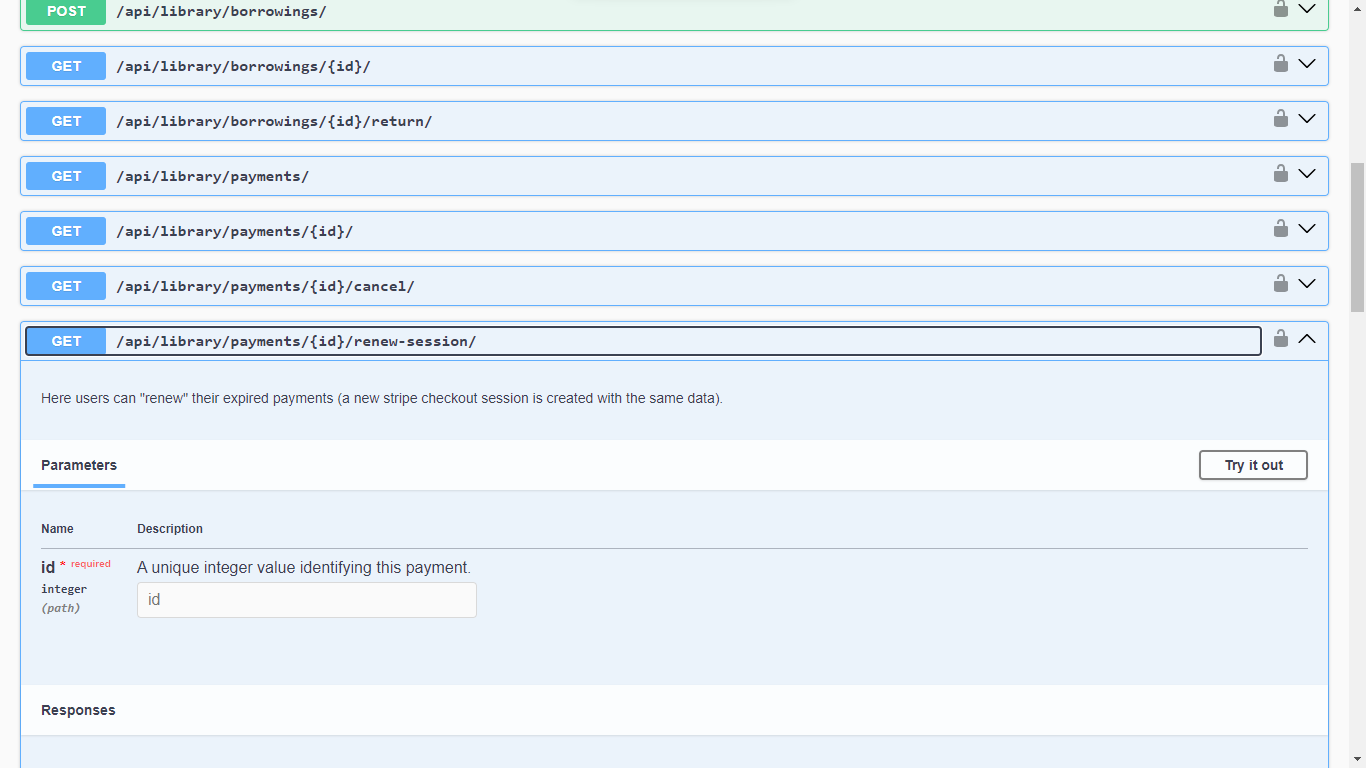 POST /api/library/borrowings/
GET /api/library/borrowings/{id}/
GET /api/library/borrowings/{id}/return/
GET /api/library/payments/
GET /api/library/payments/{id}/
GET /api/library/payments/{id}/cancel/
GET /api/library/payments/{id}/renew-session/
Here users can "renew" their expired payments (a new stripe checkout session is created with the same data).
Parameters Try it out
Name Description
id * required A unique integer value identifying this payment.
integer
(path) id
Responses